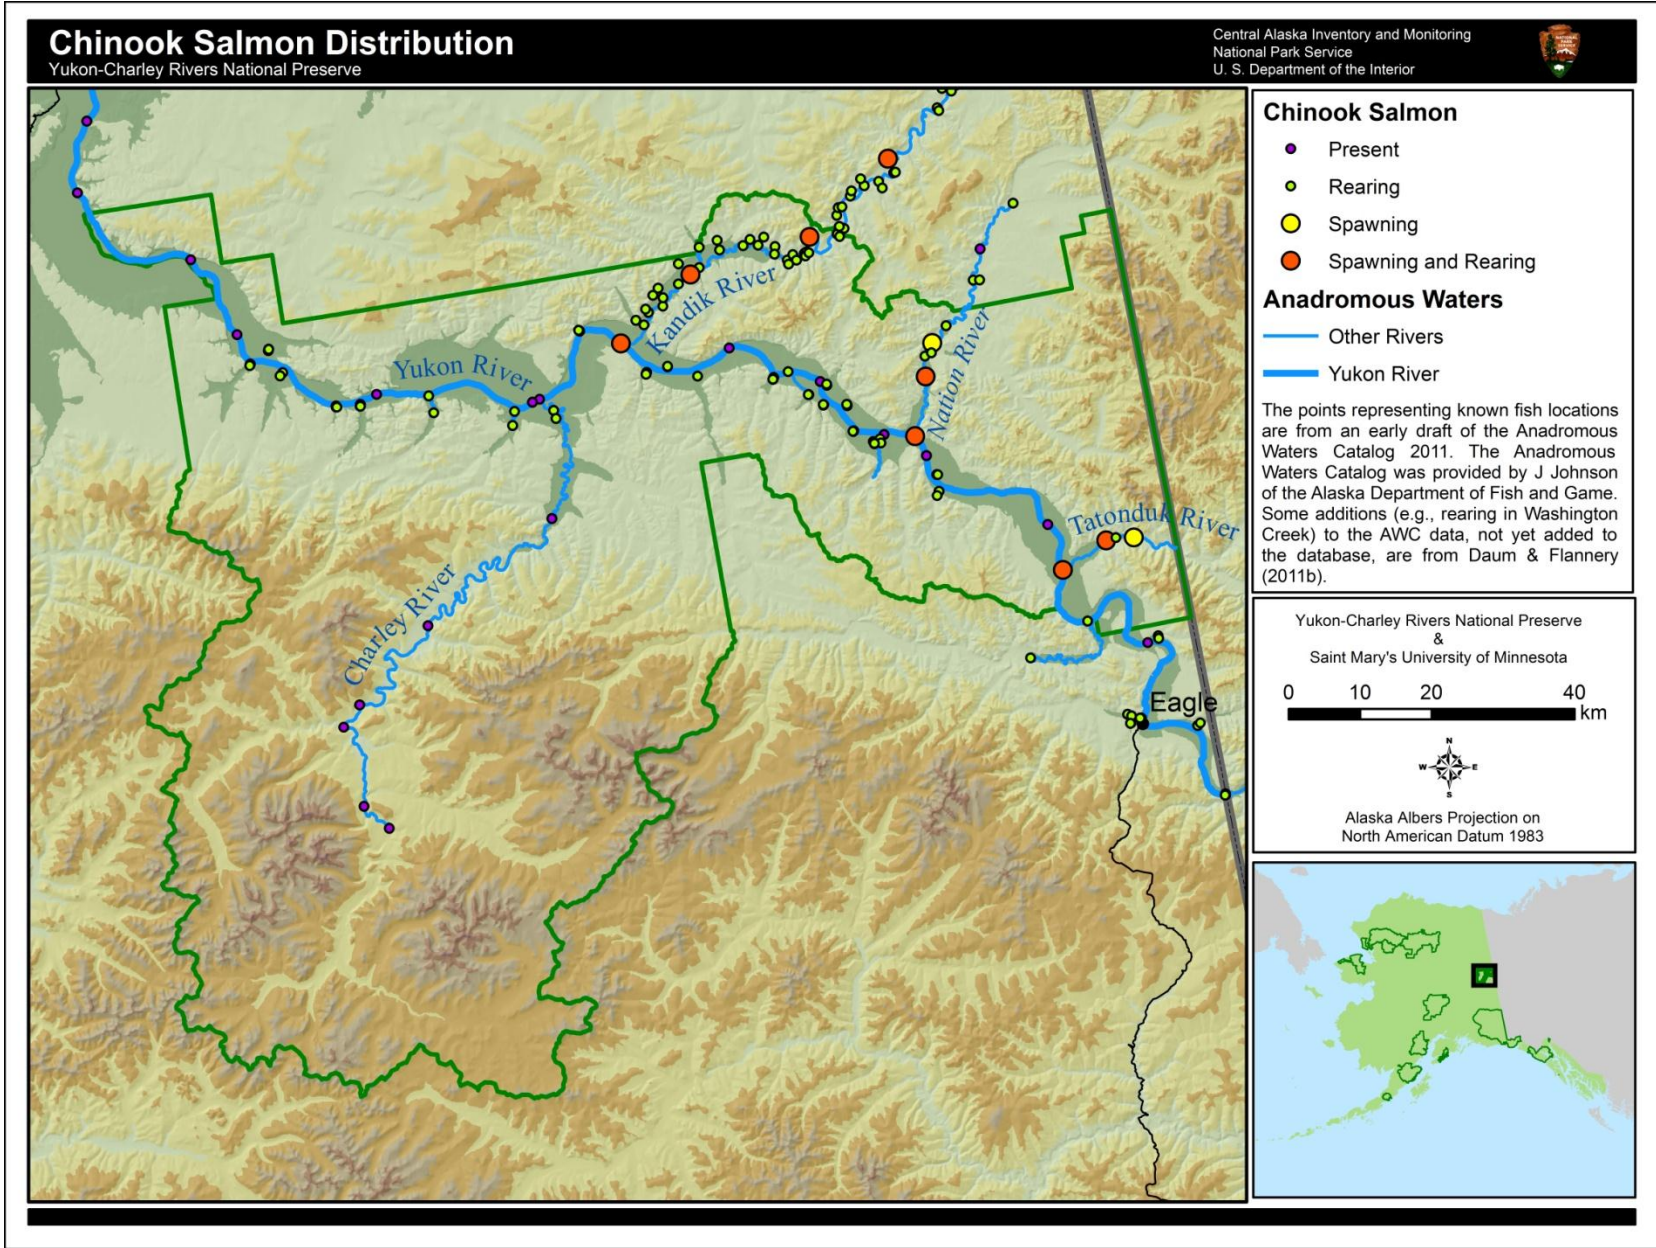 Chinook Salmon Distribution
Yukon-Charley Rivers National Preserve
Central Alaska Inventory and Monitoring
National Park Service
U. S. Department of the Interior
Kandik River
Yukon River
Nation River
Tatonduk River
Charley River
Eagle
Chinook Salmon
Present
Rearing
Spawning
Spawning and Rearing
Anadromous Waters
Other Rivers
Yukon River
The points representing known fish locations
are from an early draft of the Anadromous
Waters Catalog 2011. The Anadromous
Waters Catalog was provided by J Johnson
of the Alaska Department of Fish and Game.
Some additions (e.g., rearing in Washington
Creek) to the AWC data, not yet added to
the database, are from Daum & Flannery
(2011b).
Yukon-Charley Rivers National Preserve
&
Saint Mary's University of Minnesota
0 10 20 40
km
N
W E
S
Alaska Albers Projection on
North American Datum 1983